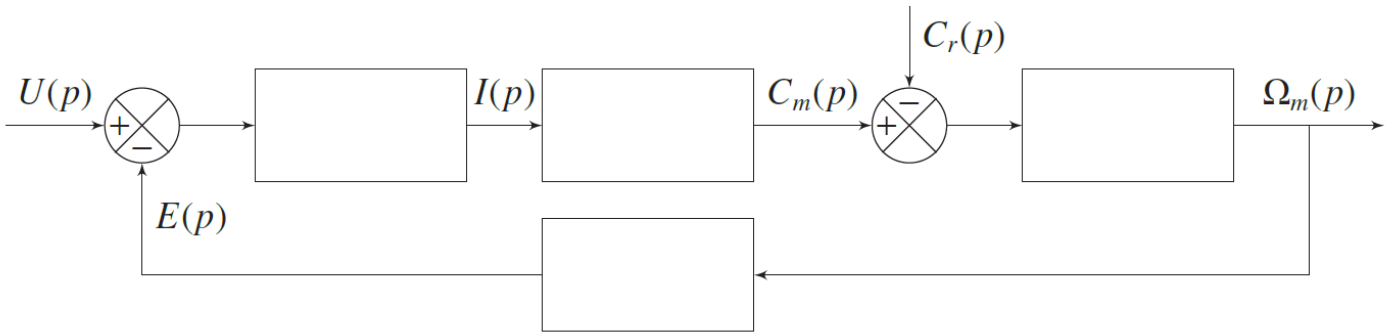 C_r(p)
U(p) I(p) C_m(p) Ω_m(p)
+ − + −
E(p)